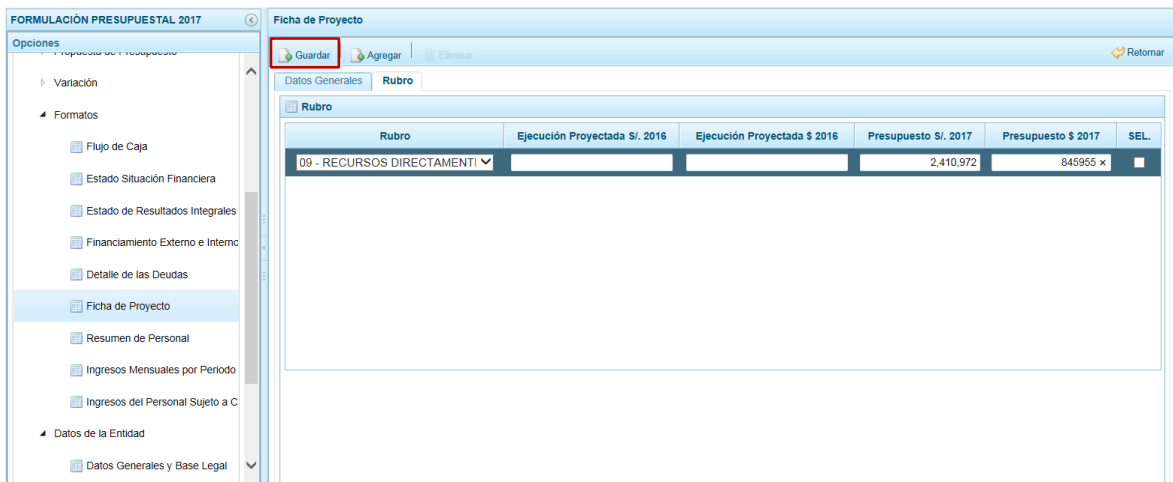 FORMULACIÓN PRESUPUESTAL 2017
Opciones
Variación
Formatos
Flujo de Caja
Estado Situación Financiera
Estado de Resultados Integrales
Financiamiento Externo e Interno
Detalle de las Deudas
Ficha de Proyecto
Resumen de Personal
Ingresos Mensuales por Periodo
Ingresos del Personal Sujeto a C
Datos de la Entidad
Datos Generales y Base Legal
Ficha de Proyecto
Guardar Agregar Eliminar Retornar
Datos Generales Rubro
Rubro
Rubro Ejecución Proyectada S/. 2016 Ejecución Proyectada $ 2016 Presupuesto S/. 2017 Presupuesto $ 2017 SEL.
09 - RECURSOS DIRECTAMENTI 2,410,972 845955 ×